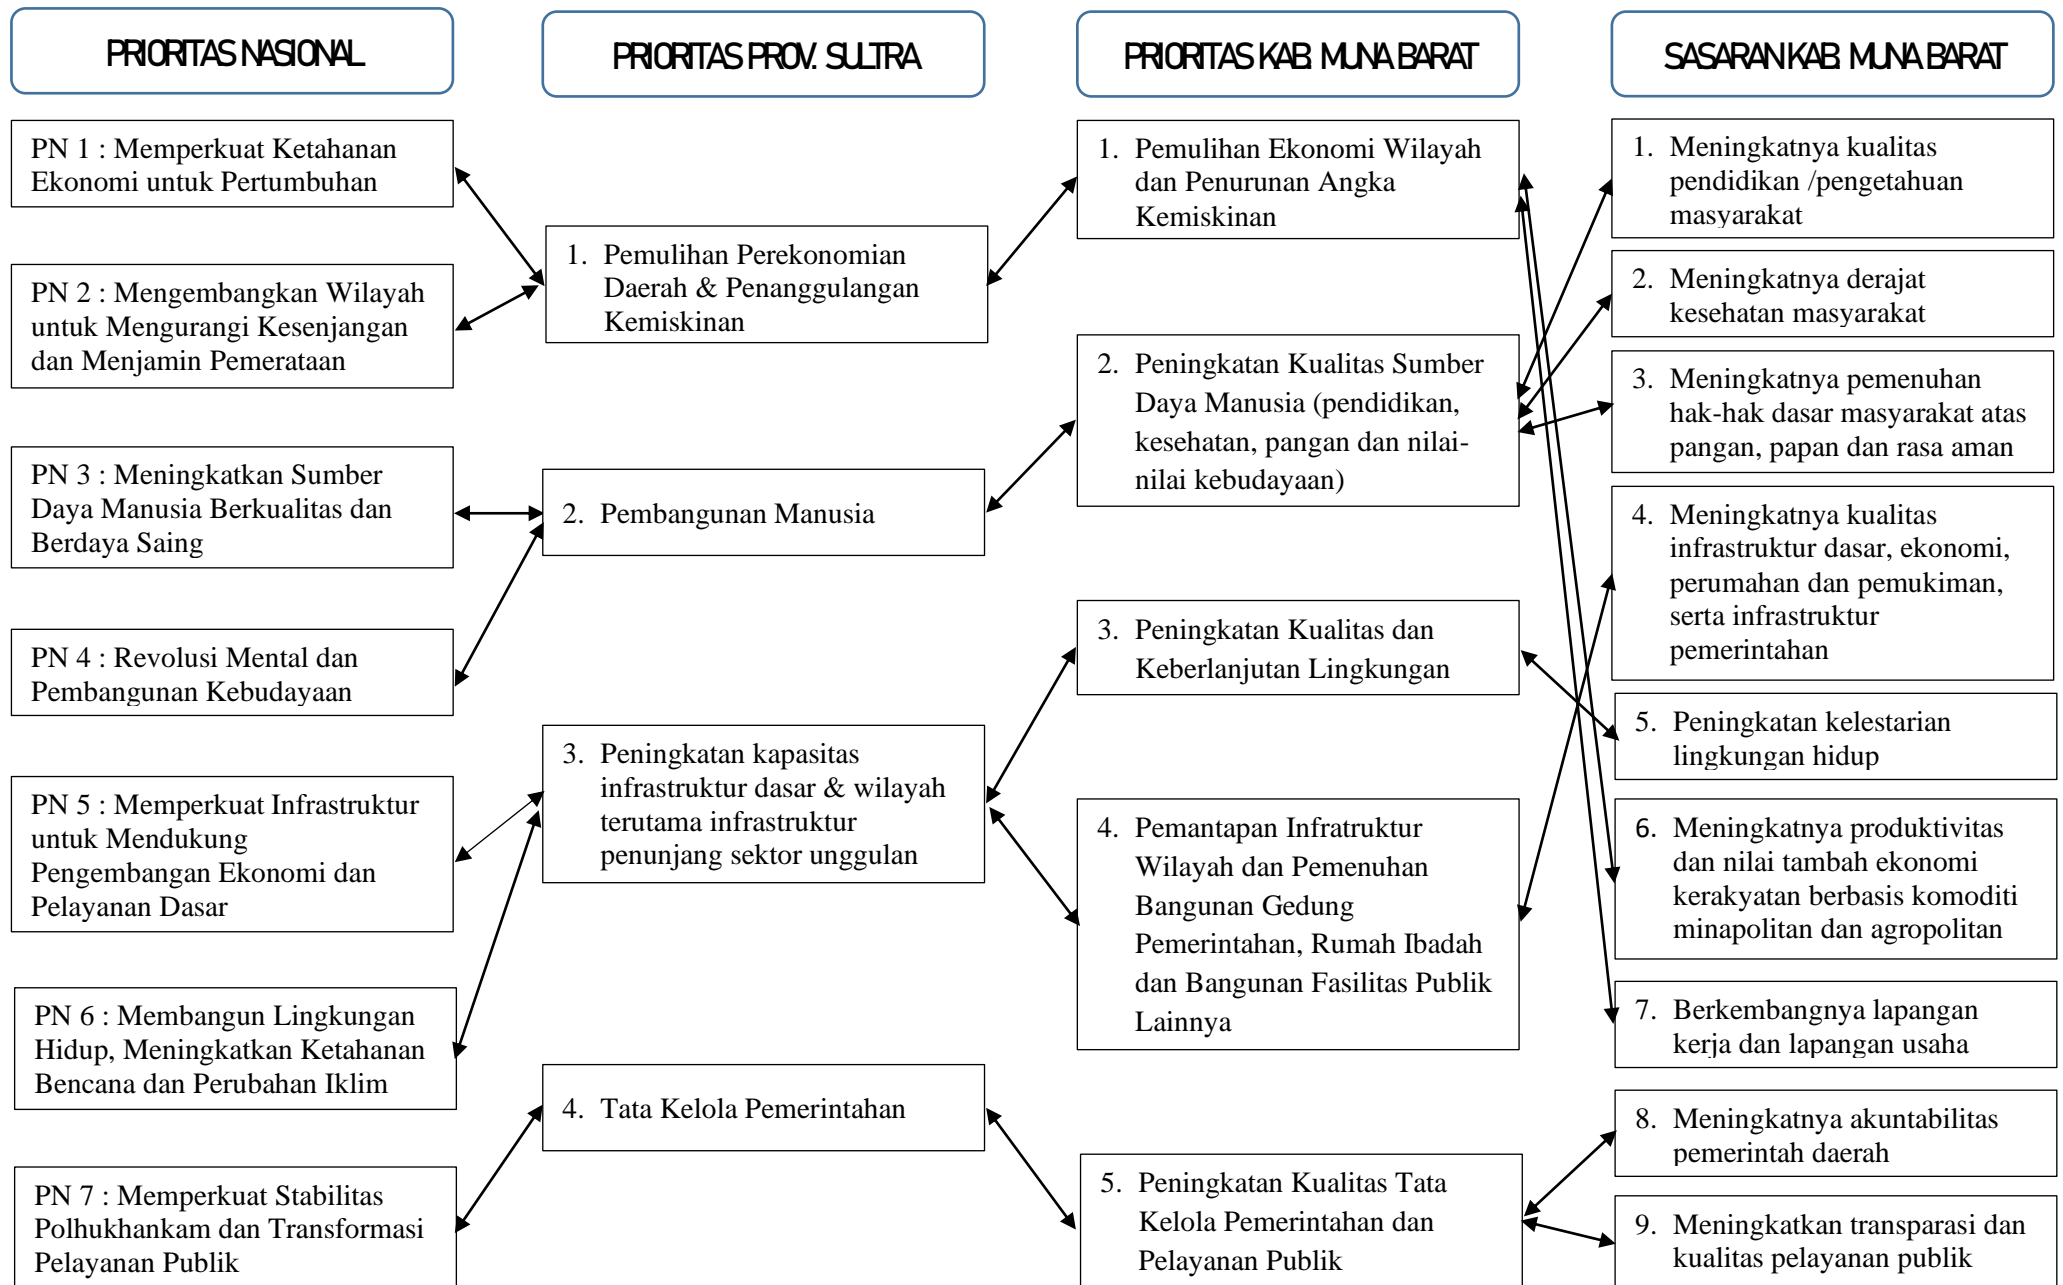 PRIORITAS NASIONAL
PRIORITAS PROV. SULTRA
PRIORITAS KAB. MUNA BARAT
SASARAN KAB. MUNA BARAT
PN 1 : Memperkuat Ketahanan
Ekonomi untuk Pertumbuhan
PN 2 : Mengembangkan Wilayah
untuk Mengurangi Kesenjangan
dan Menjamin Pemerataan
PN 3 : Meningkatkan Sumber
Daya Manusia Berkualitas dan
Berdaya Saing
PN 4 : Revolusi Mental dan
Pembangunan Kebudayaan
PN 5 : Memperkuat Infrastruktur
untuk Mendukung
Pengembangan Ekonomi dan
Pelayanan Dasar
PN 6 : Membangun Lingkungan
Hidup, Meningkatkan Ketahanan
Bencana dan Perubahan Iklim
PN 7 : Memperkuat Stabilitas
Polhukhankam dan Transformasi
Pelayanan Publik
1. Pemulihan Perekonomian
Daerah & Penanggulangan
Kemiskinan
2. Pembangunan Manusia
3. Peningkatan kapasitas
infrastruktur dasar & wilayah
terutama infrastruktur
penunjang sektor unggulan
4. Tata Kelola Pemerintahan
1. Pemulihan Ekonomi Wilayah
dan Penurunan Angka
Kemiskinan
2. Peningkatan Kualitas Sumber
Daya Manusia (pendidikan,
kesehatan, pangan dan nilai-
nilai kebudayaan)
3. Peningkatan Kualitas dan
Keberlanjutan Lingkungan
4. Pemantapan Infratruktur
Wilayah dan Pemenuhan
Bangunan Gedung
Pemerintahan, Rumah Ibadah
dan Bangunan Fasilitas Publik
Lainnya
5. Peningkatan Kualitas Tata
Kelola Pemerintahan dan
Pelayanan Publik
1. Meningkatnya kualitas
pendidikan /pengetahuan
masyarakat
2. Meningkatnya derajat
kesehatan masyarakat
3. Meningkatnya pemenuhan
hak-hak dasar masyarakat atas
pangan, papan dan rasa aman
4. Meningkatnya kualitas
infrastruktur dasar, ekonomi,
perumahan dan pemukiman,
serta infrastruktur
pemerintahan
5. Peningkatan kelestarian
lingkungan hidup
6. Meningkatnya produktivitas
dan nilai tambah ekonomi
kerakyatan berbasis komoditi
minapolitan dan agropolitan
7. Berkembangnya lapangan
kerja dan lapangan usaha
8. Meningkatnya akuntabilitas
pemerintah daerah
9. Meningkatkan transparasi dan
kualitas pelayanan publik